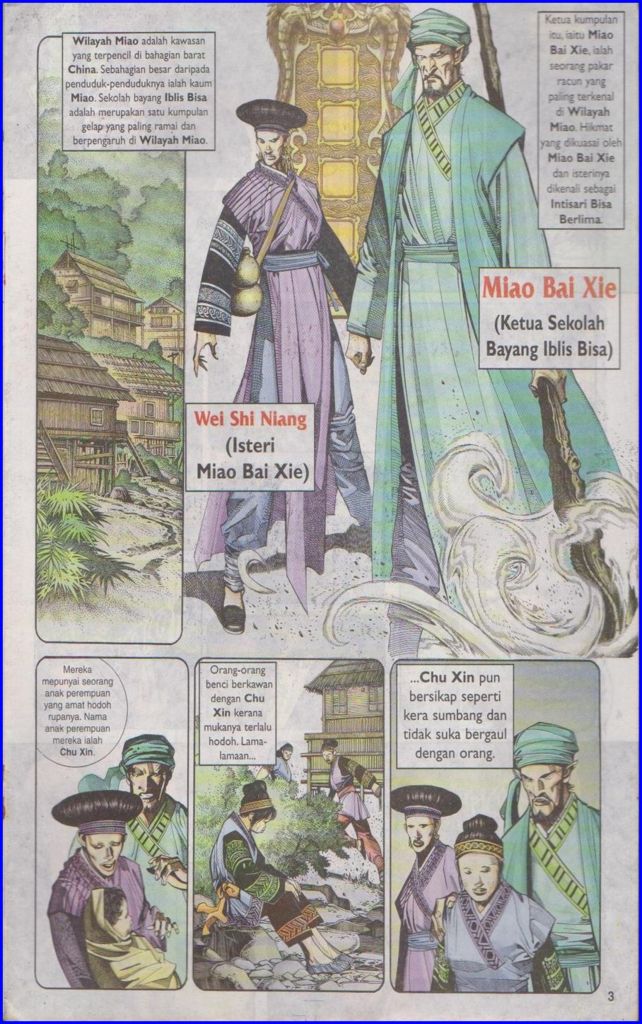 Wilayah Miao adalah kawasan
yang terpencil di bahagian barat
China. Sebahagian besar daripada
penduduk-penduduknya ialah kaum
Miao. Sekolah bayang Iblis Bisa
adalah merupakan satu kumpulan
gelap yang paling ramai dan
berpengaruh di Wilayah Miao.
Ketua kumpulan
itu, iaitu Miao
Bai Xie, ialah
seorang pakar
racun yang
paling terkenal
di Wilayah
Miao. Hikmat
yang dikuasai oleh
Miao Bai Xie
dan isterinya
dikenali sebagai
Intisari Bisa
Berlima.
Miao Bai Xie
(Ketua Sekolah
Bayang Iblis Bisa)
Wei Shi Niang
(Isteri
Miao Bai Xie)
Mereka
mepunyai seorang
anak perempuan
yang amat hodoh
rupanya. Nama
anak perempuan
mereka ialah
Chu Xin.
Orang-orang
benci berkawan
dengan Chu
Xin kerana
mukanya terlalu
hodoh. Lama-
lamaan...
...Chu Xin pun
bersikap seperti
kera sumbang dan
tidak suka bergaul
dengan orang.
3